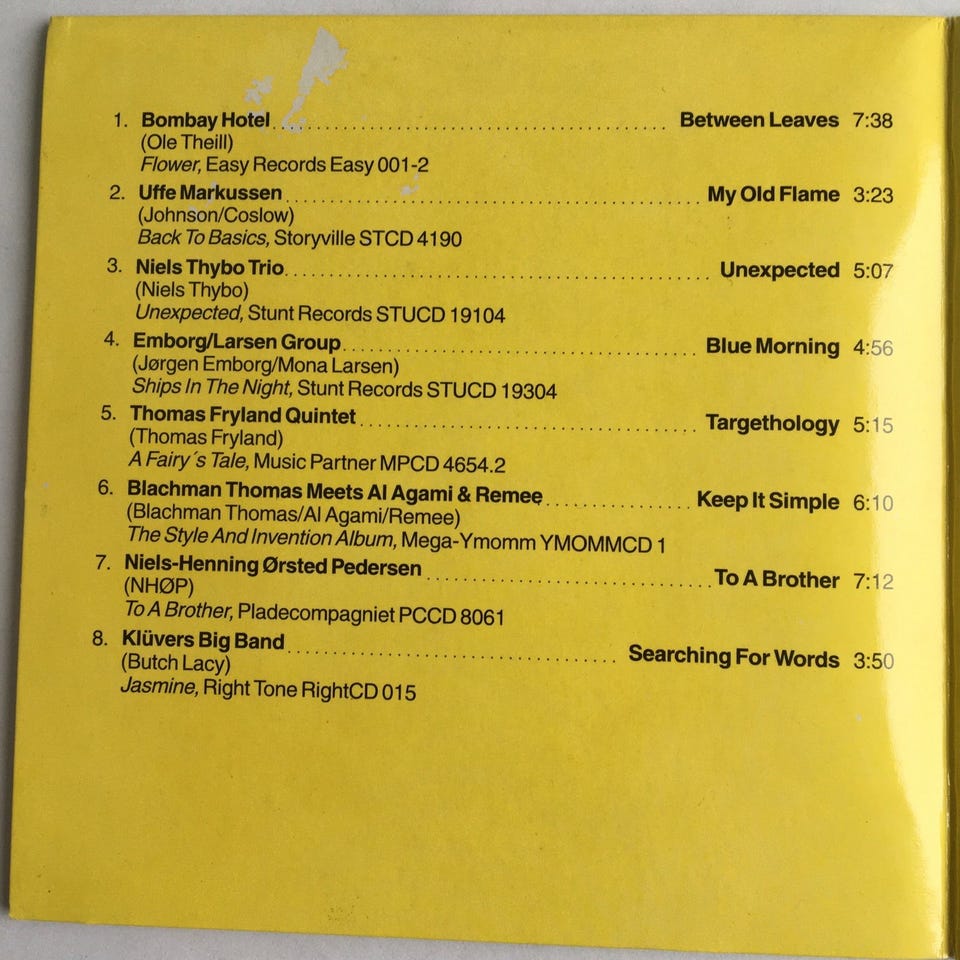 1. Bombay Hotel ........................................ Between Leaves 7:38
(Ole Theill)
Flower, Easy Records Easy 001-2
2. Uffe Markussen ........................................ My Old Flame 3:23
(Johnson/Coslow)
Back To Basics, Storyville STCD 4190
3. Niels Thybo Trio ........................................ Unexpected 5:07
(Niels Thybo)
Unexpected, Stunt Records STUCD 19104
4. Emborg/Larsen Group ........................................ Blue Morning 4:56
(Jørgen Emborg/Mona Larsen)
Ships In The Night, Stunt Records STUCD 19304
5. Thomas Fryland Quintet ........................................ Targethology 5:15
(Thomas Fryland)
A Fairy´s Tale, Music Partner MPCD 4654.2
6. Blachman Thomas Meets Al Agami & Remee .............. Keep It Simple 6:10
(Blachman Thomas/Al Agami/Remee)
The Style And Invention Album, Mega-Ymomm YMOMMCD 1
7. Niels-Henning Ørsted Pedersen .............................. To A Brother 7:12
(NHØP)
To A Brother, Pladecompagniet PCCD 8061
8. Klüvers Big Band ........................................ Searching For Words 3:50
(Butch Lacy)
Jasmine, Right Tone RightCD 015